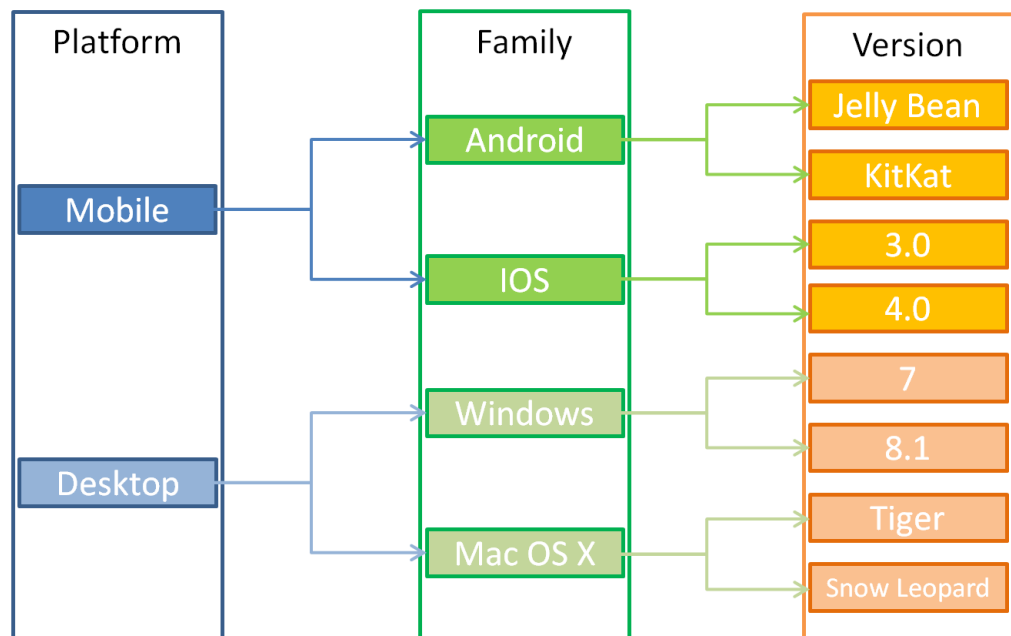 Platform
Family
Version
Mobile
Desktop
Android
IOS
Windows
Mac OS X
Jelly Bean
KitKat
3.0
4.0
7
8.1
Tiger
Snow Leopard